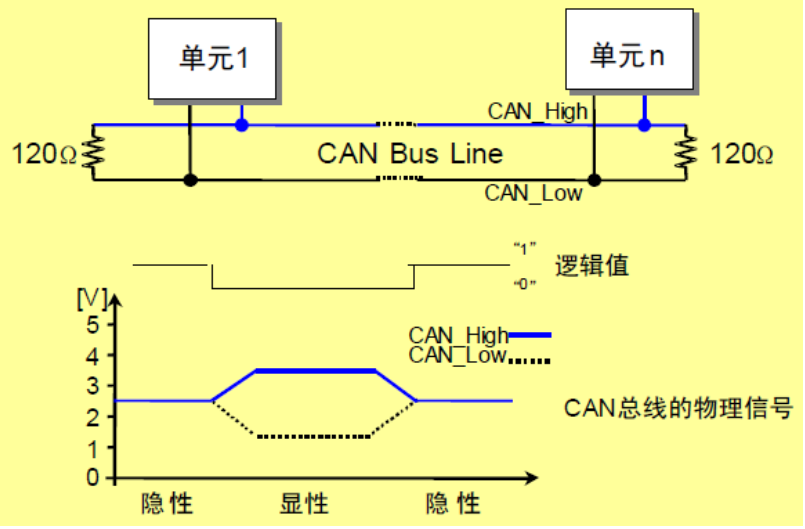 单元1
单元n
CAN_High
120Ω
CAN Bus Line
120Ω
CAN_Low
“1”
逻辑值
“0”
[V]
5
CAN_High
4
CAN_Low
3
CAN总线的物理信号
2
1
0
隐性 显性 隐性